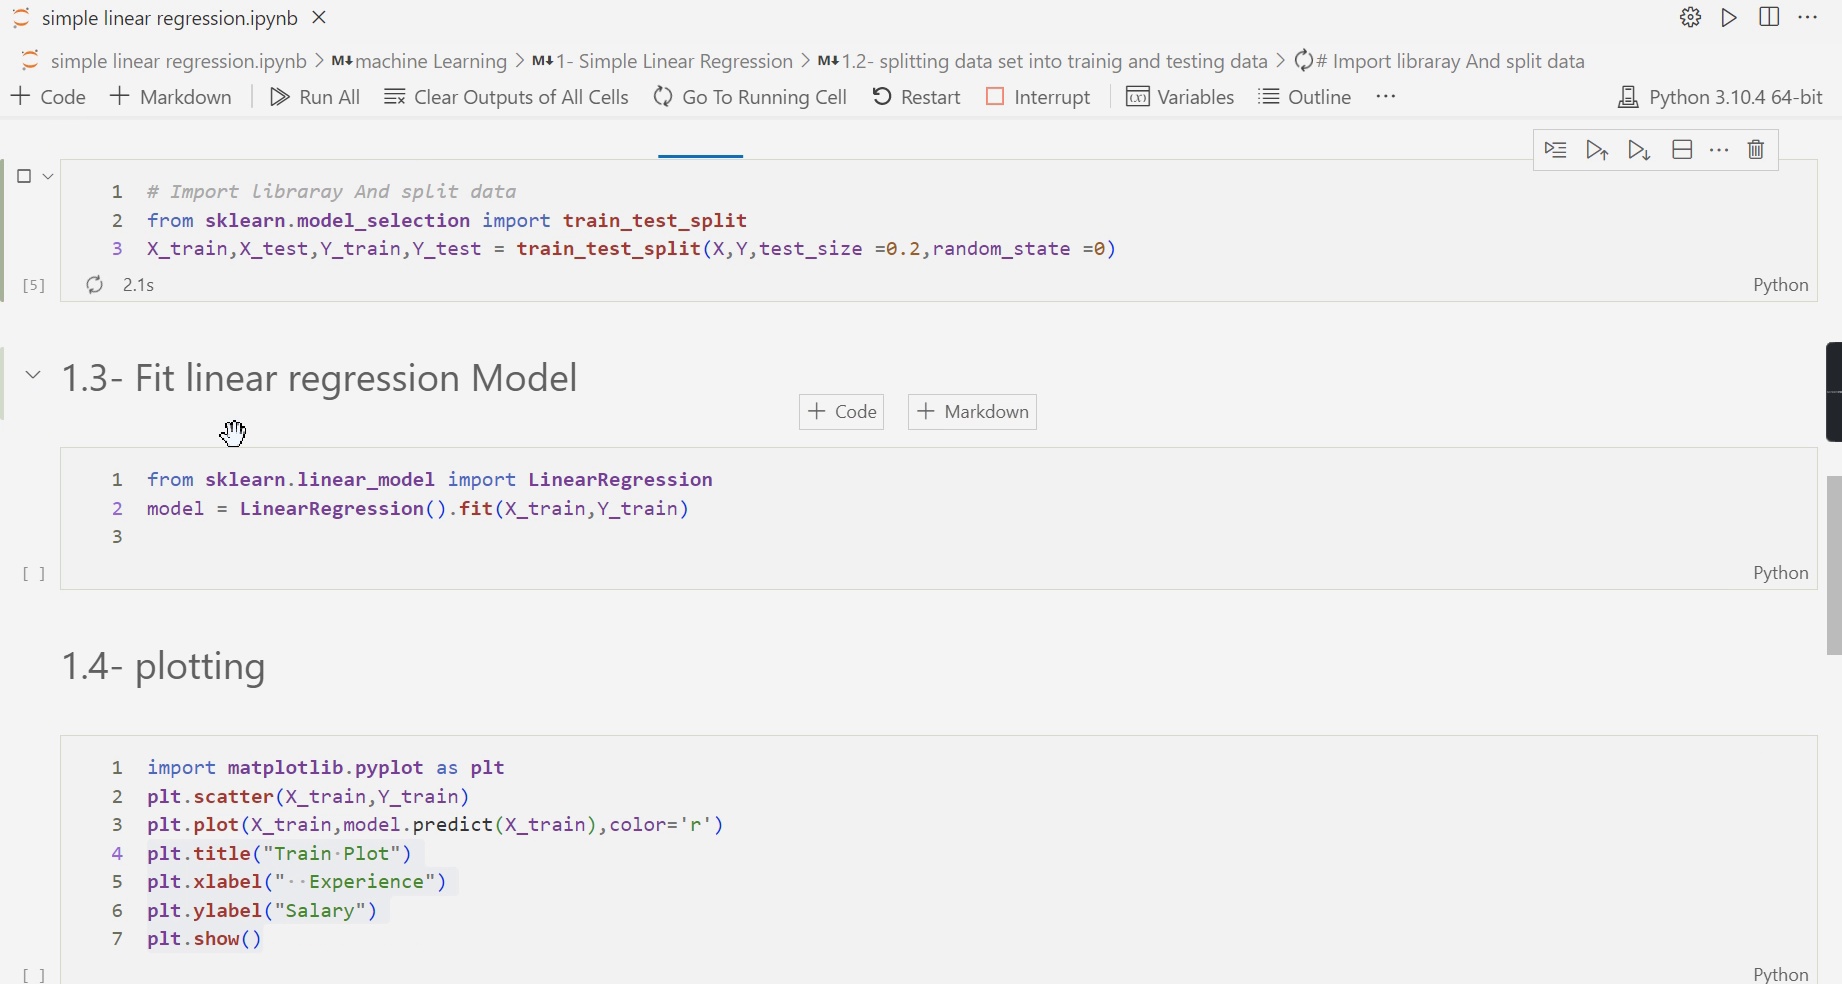 simple linear regression.ipynb
simple linear regression.ipynb > M↓machine Learning > M↓1- Simple Linear Regression > M↓1.2- splitting data set into trainig and testing data > # Import libraray And split data
+ Code + Markdown Run All Clear Outputs of All Cells Go To Running Cell Restart Interrupt Variables Outline ··· Python 3.10.4 64-bit
1 # Import libraray And split data
2 from sklearn.model_selection import train_test_split
3 X_train,X_test,Y_train,Y_test = train_test_split(X,Y,test_size =0.2,random_state =0)
[5] 2.1s Python
1.3- Fit linear regression Model
+ Code + Markdown
1 from sklearn.linear_model import LinearRegression
2 model = LinearRegression().fit(X_train,Y_train)
3
[ ] Python
1.4- plotting
1 import matplotlib.pyplot as plt
2 plt.scatter(X_train,Y_train)
3 plt.plot(X_train,model.predict(X_train),color='r')
4 plt.title("Train·Plot")
5 plt.xlabel("··Experience")
6 plt.ylabel("Salary")
7 plt.show()
[ ] Python